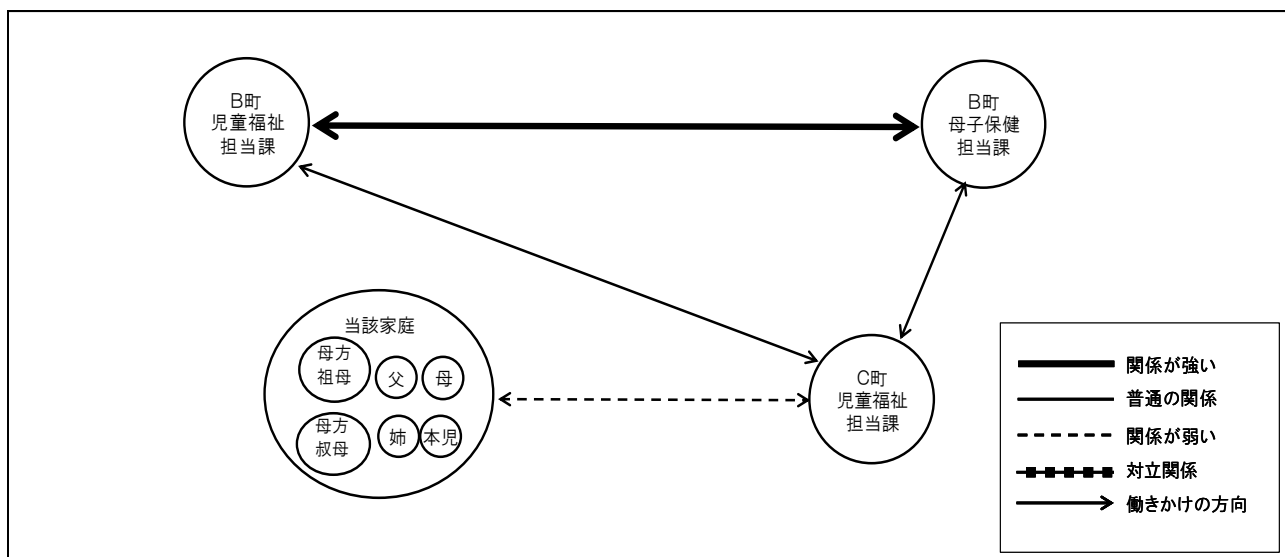 B町
児童福祉
担当課
B町
母子保健
担当課
当該家庭
母方
祖母
父
母
母方
叔母
姉
本児
C町
児童福祉
担当課
関係が強い
普通の関係
関係が弱い
対立関係
働きかけの方向